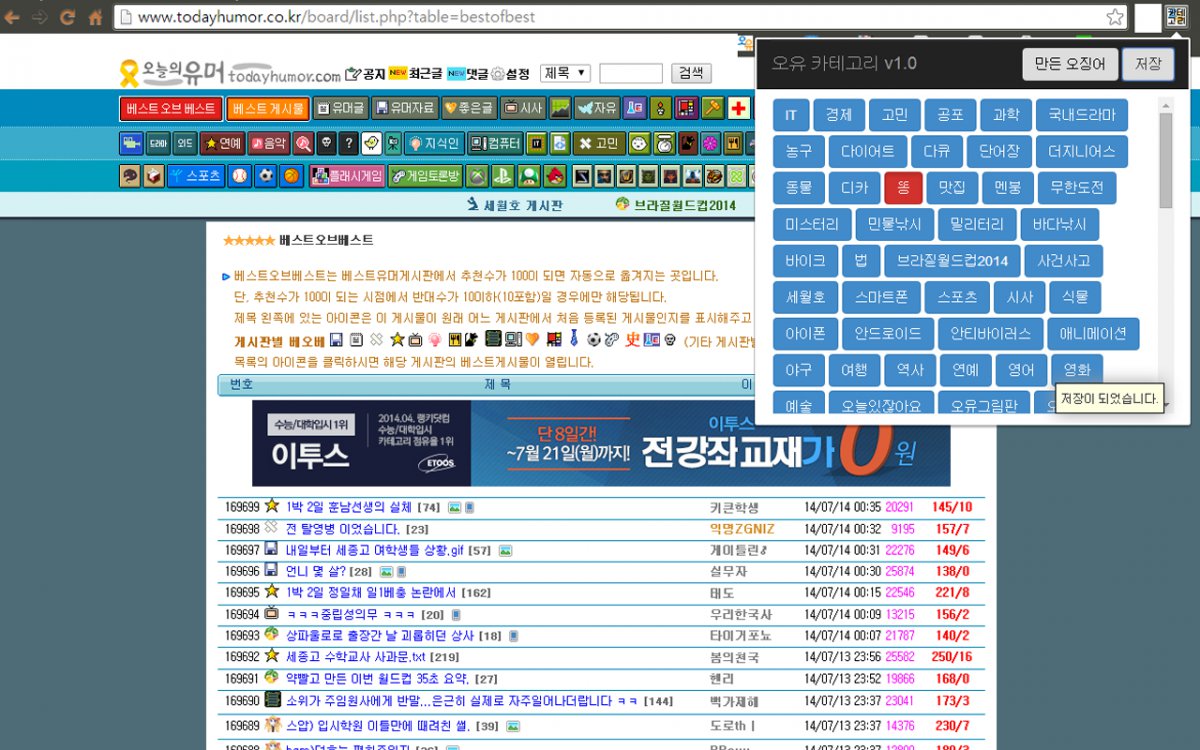 www.todayhumor.co.kr/board/list.php?table=bestofbest
오늘의유머 todayhumor.com 공지 NEW 최근글 NEW 댓글 설정 제목 ▼ 검색
베스트오브베스트 베스트게시물 유머글 유머자료 좋은글 시사 자유
드라마 외드 연예 음악 ? 지식인 컴퓨터 고민
스포츠 플래시게임 게임토론방
세월호 게시판 브라질월드컵2014
오유 카테고리 v1.0 만든 오징어 저장
IT 경제 고민 공포 과학 국내드라마
농구 다이어트 다큐 단어장 더지니어스
동물 디카 똥 맛집 멘붕 무한도전
미스터리 민물낚시 밀리터리 바다낚시
바이크 법 브라질월드컵2014 사건사고
세월호 스마트폰 스포츠 시사 식물
아이폰 안드로이드 안티바이러스 애니메이션
야구 여행 역사 연예 영어 영화
예술 오늘있잖아요 오유그림판
저장이 되었습니다.
★★★★★ 베스트오브베스트
베스트오브베스트는 베스트유머게시판에서 추천수가 100이 되면 자동으로 옮겨지는 곳입니다.
단, 추천수가 100이 되는 시점에서 반대수가 10이하(10포함)일 경우에만 해당됩니다.
제목 왼쪽에 있는 아이콘은 이 게시물이 원래 어느 게시판에서 처음 등록된 게시물인지를 표시해주고
게시판별 베오베 史 (기타 게시판별
목록의 아이콘을 클릭하시면 해당 게시판의 베스트게시물이 열립니다.
번호 제 목 이
수능/대학입시 1위
이투스
2014.04. 랭키닷컴
수능/대학입시
카테고리 점유율 1위
ETOOS
단 8일간!
~7월 21일(월)까지!
이투스
전강좌교재가 0원
169699 1박 2일 훈남선생의 실체 [74] 키큰학생 14/07/14 00:35 20291 145/10
169698 전 탈영병 이었습니다. [23] 익명ZGNIZ 14/07/14 00:32 9195 157/7
169697 내일부터 세종고 여학생들 상황.gif [57] 게이틀린♪ 14/07/14 00:31 22276 149/6
169696 언니 몇 살? [28] 실무자 14/07/14 00:30 25874 138/0
169695 1박 2일 정일채 일1베충 논란에서 [162] 태도 14/07/14 00:15 22546 221/8
169694 ㅋㅋㅋ중립성의무 ㅋㅋㅋ [20] 우리한국사 14/07/14 00:09 13215 156/2
169693 상파울로로 출장간 날 괴롭히던 상사 [18] 타이거포뇨 14/07/14 00:07 21787 140/2
169692 세종고 수학교사 사과문.txt [219] 봄의천국 14/07/13 23:56 25582 250/16
169691 약빨고 만든 이번 월드컵 35초 요약. [27] 헨리 14/07/13 23:52 19866 168/0
169690 소위가 주임원사에게 반말...은근히 실제로 자주일어나더랍니다 ㅋㅋ [144] 백가제해 14/07/13 23:37 23041 173/3
169689 스압) 입시학원 이틀만에 때려친 썰. [39] 도로thㅣ 14/07/13 23:37 14376 230/7